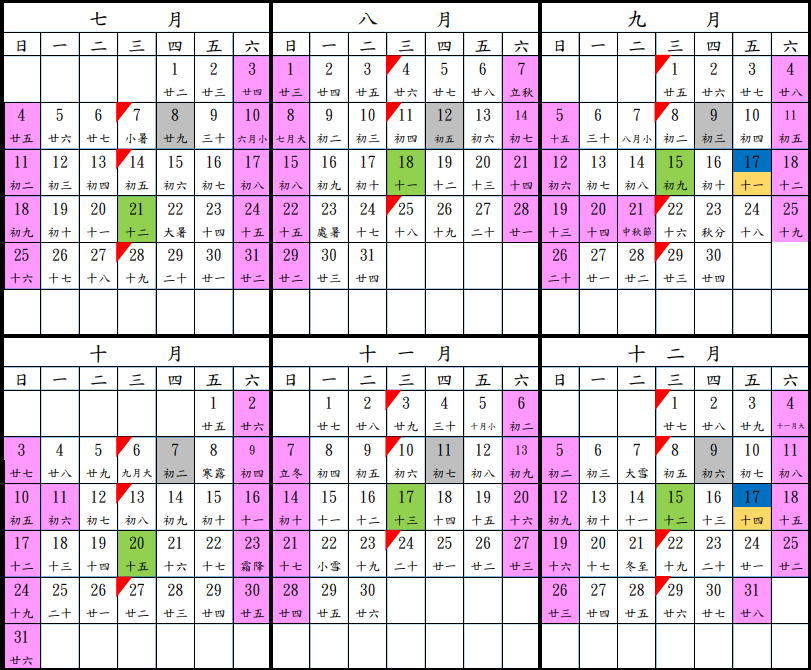 七 月 八 月 九 月
日 一 二 三 四 五 六 日 一 二 三 四 五 六 日 一 二 三 四 五 六
1 2 3 1 2 3 4 5 6 7 1 2 3 4
廿二 廿三 廿四 廿三 廿四 廿五 廿六 廿七 廿八 立秋 廿五 廿六 廿七 廿八
4 5 6 7 8 9 10 8 9 10 11 12 13 14 5 6 7 8 9 10 11
廿五 廿六 廿七 小暑 廿九 三十 六月小 七月大 初二 初三 初四 初五 初六 初七 十五 三十 八月小 初二 初三 初四 初五
11 12 13 14 15 16 17 15 16 17 18 19 20 21 12 13 14 15 16 17 18
初二 初三 初四 初五 初六 初七 初八 初八 初九 初十 十一 十二 十三 十四 初六 初七 初八 初九 初十 十一 十二
18 19 20 21 22 23 24 22 23 24 25 26 27 28 19 20 21 22 23 24 25
初九 初十 十一 十二 大暑 十四 十五 十五 處暑 十七 十八 十九 二十 廿一 十三 十四 中秋節 十六 秋分 十八 十九
25 26 27 28 29 30 31 29 30 31 26 27 28 29 30
十六 十七 十八 十九 二十 廿一 廿二 廿二 廿三 廿四 二十 廿一 廿二 廿三 廿四
十 月 十 一 月 十 二 月
日 一 二 三 四 五 六 日 一 二 三 四 五 六 日 一 二 三 四 五 六
1 2 1 2 3 4 5 6 1 2 3 4
廿五 廿六 廿七 廿八 廿九 三十 十月小 初二 廿七 廿八 廿九 十一月大
3 4 5 6 7 8 9 7 8 9 10 11 12 13 5 6 7 8 9 10 11
廿七 廿八 廿九 九月大 初二 寒露 初四 立冬 初四 初五 初六 初七 初八 初九 初二 初三 大雪 初五 初六 初七 初八
10 11 12 13 14 15 16 14 15 16 17 18 19 20 12 13 14 15 16 17 18
初五 初六 初七 初八 初九 初十 十一 初十 十一 十二 十三 十四 十五 十六 初九 初十 十一 十二 十三 十四 十五
17 18 19 20 21 22 23 21 22 23 24 25 26 27 19 20 21 22 23 24 25
十二 十三 十四 十五 十六 十七 霜降 十七 小雪 十九 二十 廿一 廿二 廿三 十六 十七 冬至 十九 二十 廿一 廿二
24 25 26 27 28 29 30 28 29 30 26 27 28 29 30 31
十九 二十 廿一 廿二 廿三 廿四 廿五 廿四 廿五 廿六 廿三 廿四 廿五 廿六 廿七 廿八
31
廿六